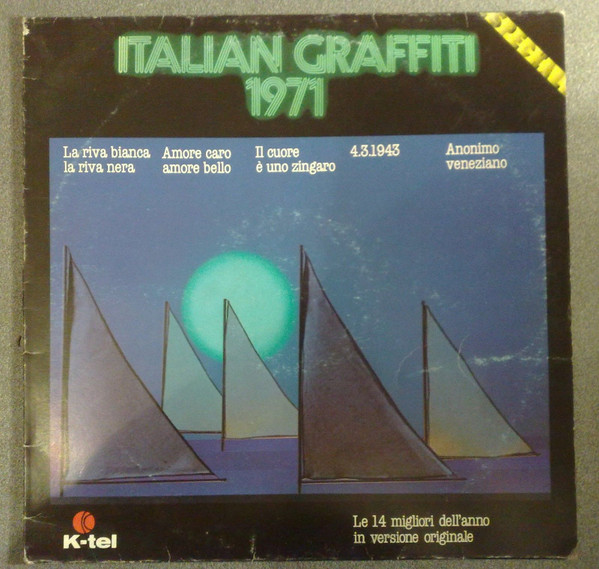 ITALIAN GRAFFITI
1971
SPECIAL
La riva bianca
la riva nera
Amore caro
amore bello
Il cuore
è uno zingaro
4.3.1943
Anonimo
veneziano
K-tel
Le 14 migliori dell'anno
in versione originale